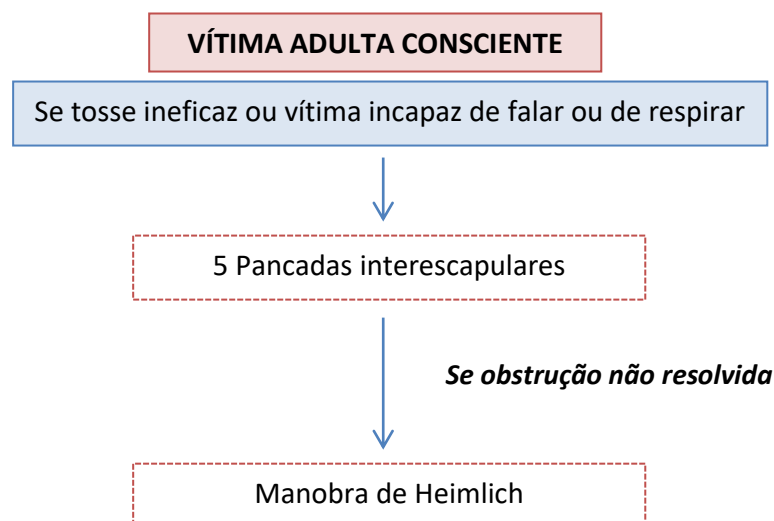 VÍTIMA ADULTA CONSCIENTE
Se tosse ineficaz ou vítima incapaz de falar ou de respirar
5 Pancadas interescapulares
Se obstrução não resolvida
Manobra de Heimlich